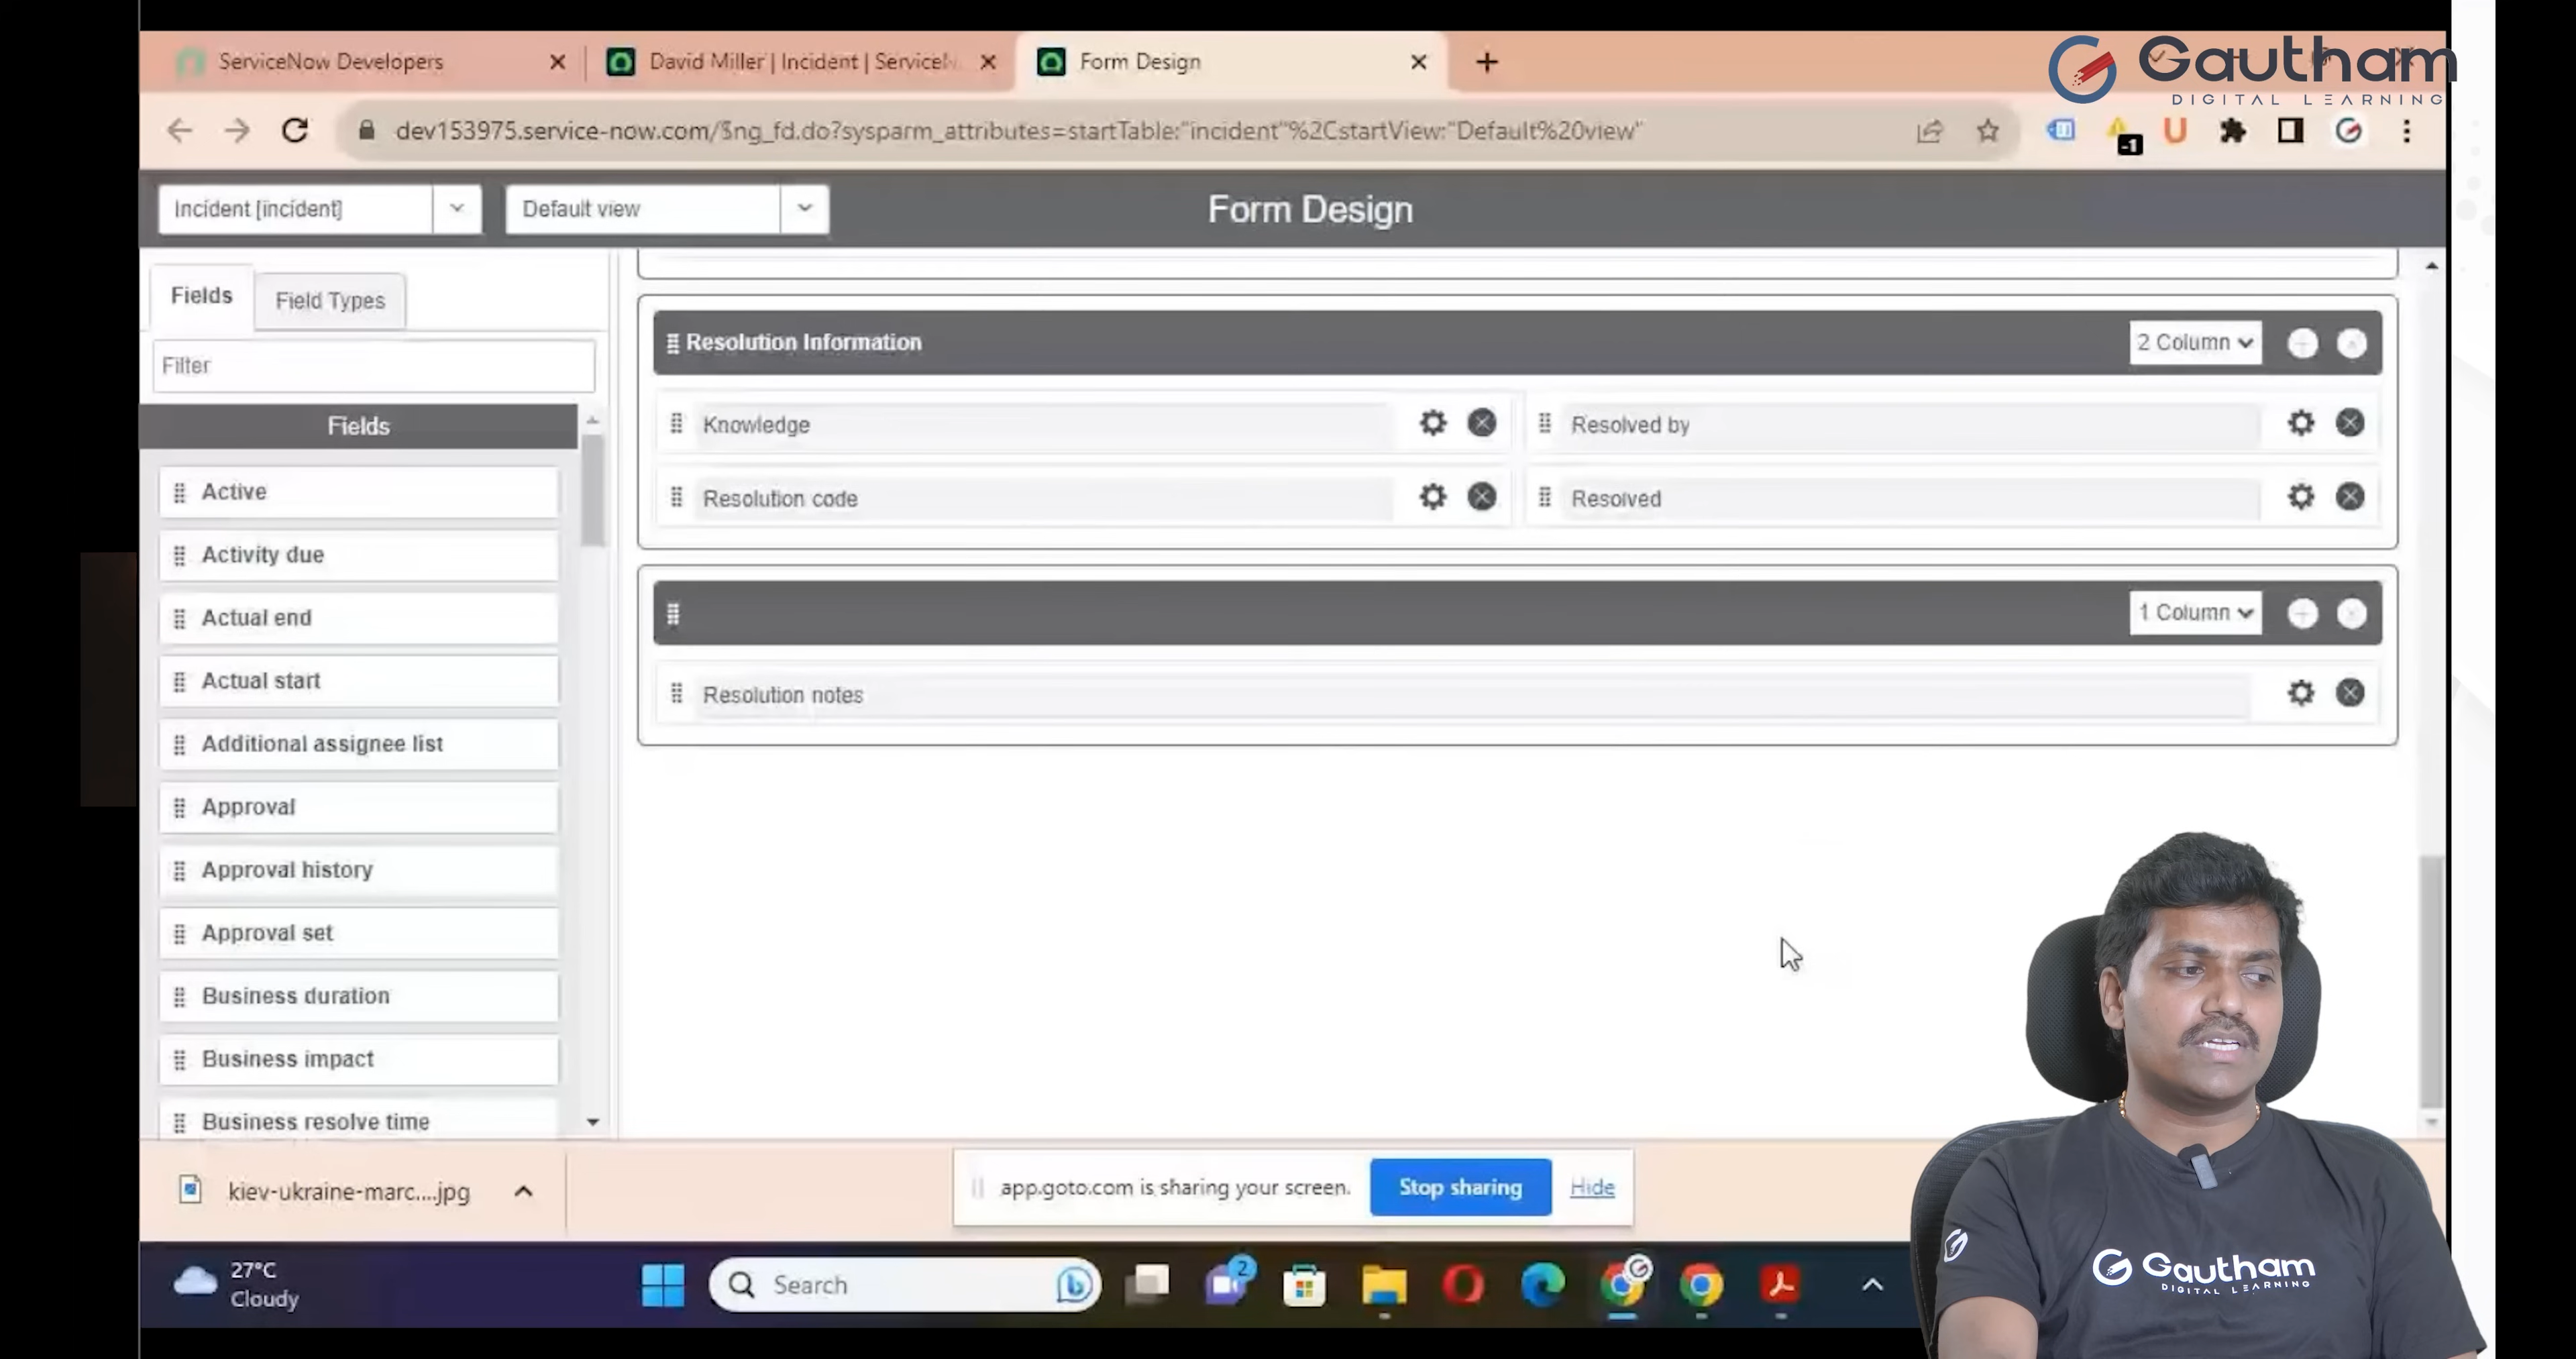 ServiceNow Developers
David Miller | Incident | ServiceN
Form Design
Gautham
DIGITAL LEARNING
dev153975.service-now.com/$ng_fd.do?sysparm_attributes=startTable:"incident"%2CstartView:"Default%20view"
-1
Incident [incident]
Default view
Form Design
Fields
Field Types
Filter
Fields
Active
Activity due
Actual end
Actual start
Additional assignee list
Approval
Approval history
Approval set
Business duration
Business impact
Business resolve time
Resolution Information
2 Column
Knowledge
Resolved by
Resolution code
Resolved
1 Column
Resolution notes
kiev-ukraine-marc....jpg
app.goto.com is sharing your screen.
Stop sharing
Hide
27°C
Cloudy
Search
2
Gautham
DIGITAL LEARNING